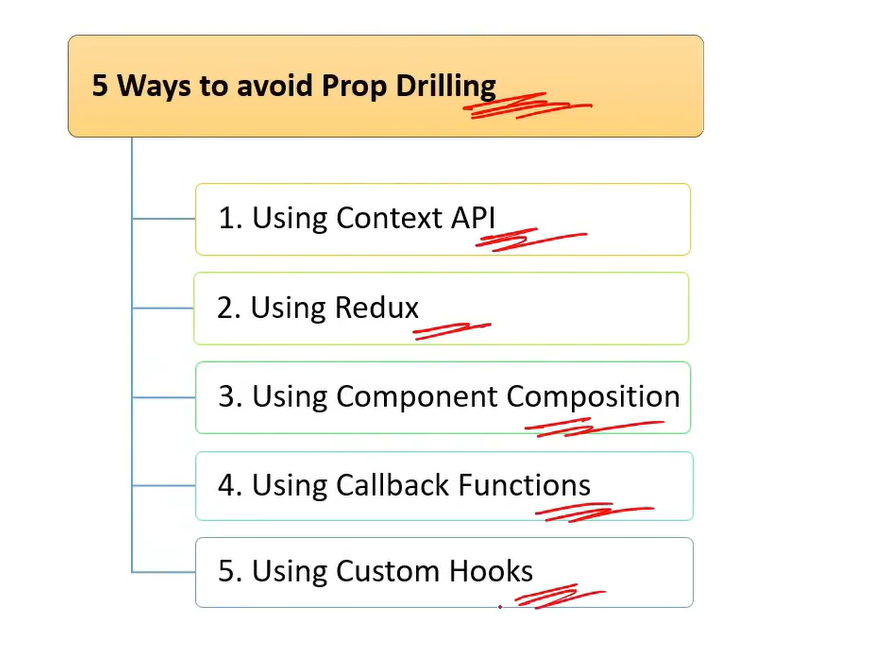 5 Ways to avoid Prop Drilling
1. Using Context API
2. Using Redux
3. Using Component Composition
4. Using Callback Functions
5. Using Custom Hooks